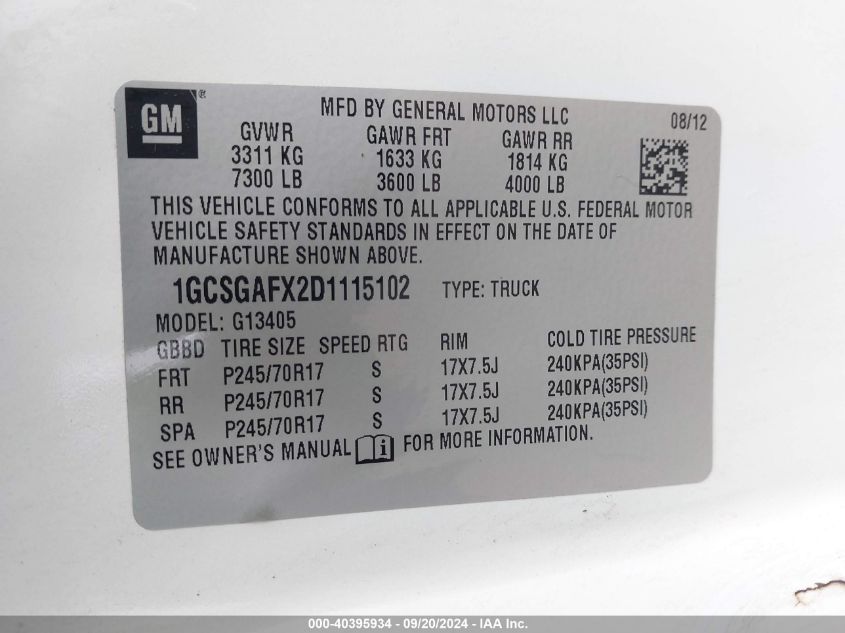 GM ®
MFD BY GENERAL MOTORS LLC 08/12
GVWR GAWR FRT GAWR RR
3311 KG 1633 KG 1814 KG
7300 LB 3600 LB 4000 LB
THIS VEHICLE CONFORMS TO ALL APPLICABLE U.S. FEDERAL MOTOR
VEHICLE SAFETY STANDARDS IN EFFECT ON THE DATE OF
MANUFACTURE SHOWN ABOVE.
1GCSGAFX2D1115102 TYPE: TRUCK
MODEL: G13405
GBBD TIRE SIZE SPEED RTG RIM COLD TIRE PRESSURE
FRT P245/70R17 S 17X7.5J 240KPA(35PSI)
RR P245/70R17 S 17X7.5J 240KPA(35PSI)
SPA P245/70R17 S 17X7.5J 240KPA(35PSI)
SEE OWNER'S MANUAL i FOR MORE INFORMATION.
000-40395934 - 09/20/2024 - IAA Inc.